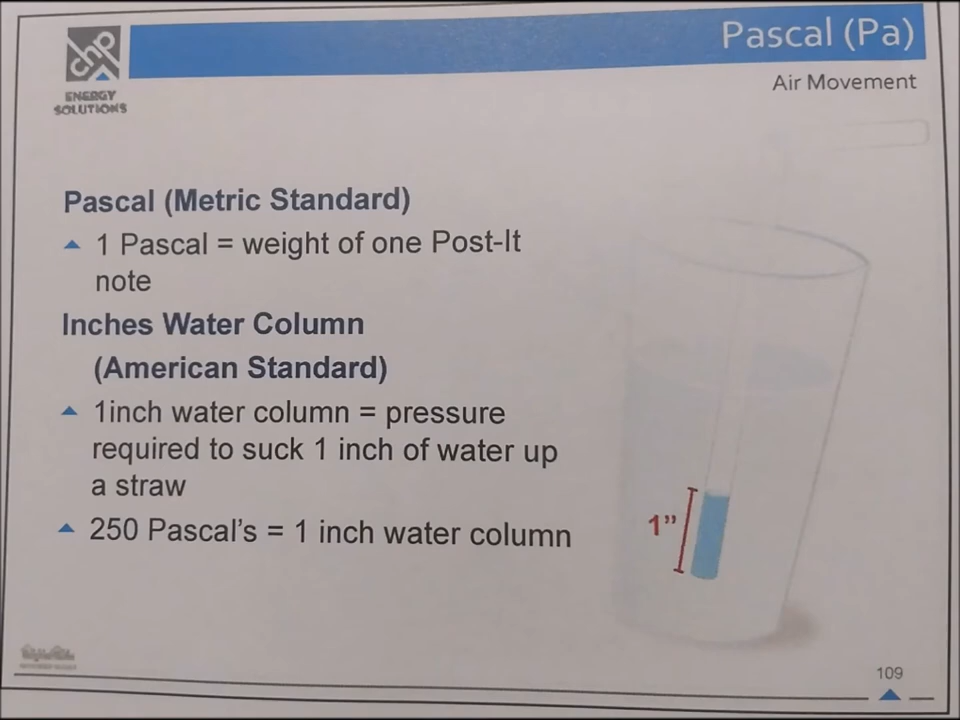 Pascal (Pa)
Air Movement
chp
ENERGY
SOLUTIONS
Pascal (Metric Standard)
1 Pascal = weight of one Post-It
note
Inches Water Column
(American Standard)
1inch water column = pressure
required to suck 1 inch of water up
a straw
250 Pascal's = 1 inch water column
1"
109